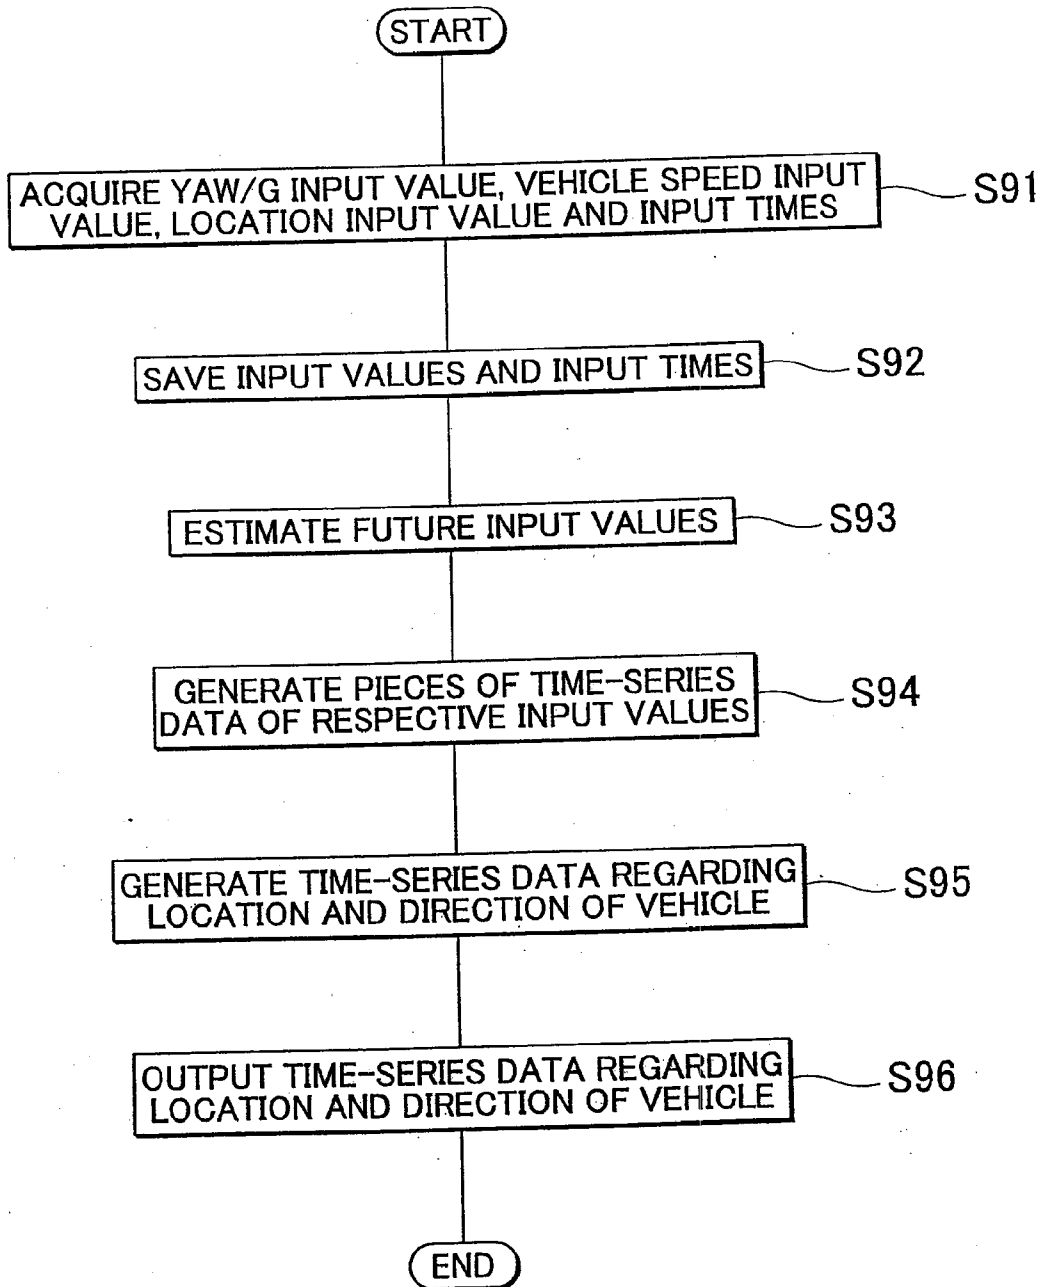 START
ACQUIRE YAW/G INPUT VALUE, VEHICLE SPEED INPUT
VALUE, LOCATION INPUT VALUE AND INPUT TIMES
S91
SAVE INPUT VALUES AND INPUT TIMES
S92
ESTIMATE FUTURE INPUT VALUES
S93
GENERATE PIECES OF TIME-SERIES
DATA OF RESPECTIVE INPUT VALUES
S94
GENERATE TIME-SERIES DATA REGARDING
LOCATION AND DIRECTION OF VEHICLE
S95
OUTPUT TIME-SERIES DATA REGARDING
LOCATION AND DIRECTION OF VEHICLE
S96
END